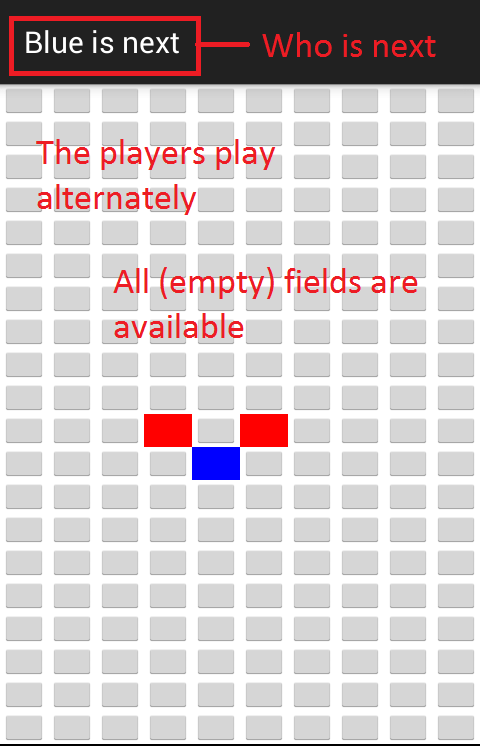 Blue is next
Who is next
The players play
alternately
All (empty) fields are
available